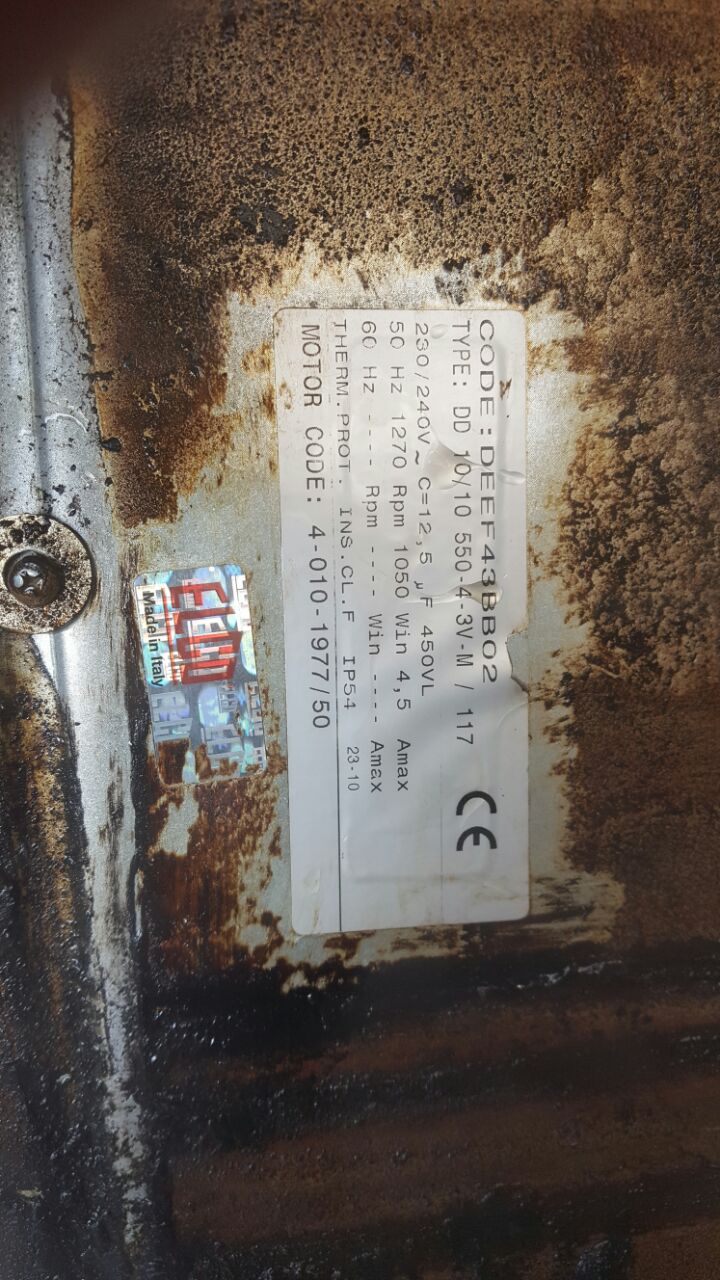 CODE:DEEF43BB02
TYPE: DD 10/10 550-4-3V-M / 117
CE
230/240V~ C=12,5 µF 450VL
50 Hz 1270 Rpm 1050 Win 4,5 Amax
60 Hz ---- Rpm ---- Win ---- Amax
THERM.PROT. INS.CL.F IP54 23-10
MOTOR CODE: 4-010-1977/50
ELCO
Made in Italy